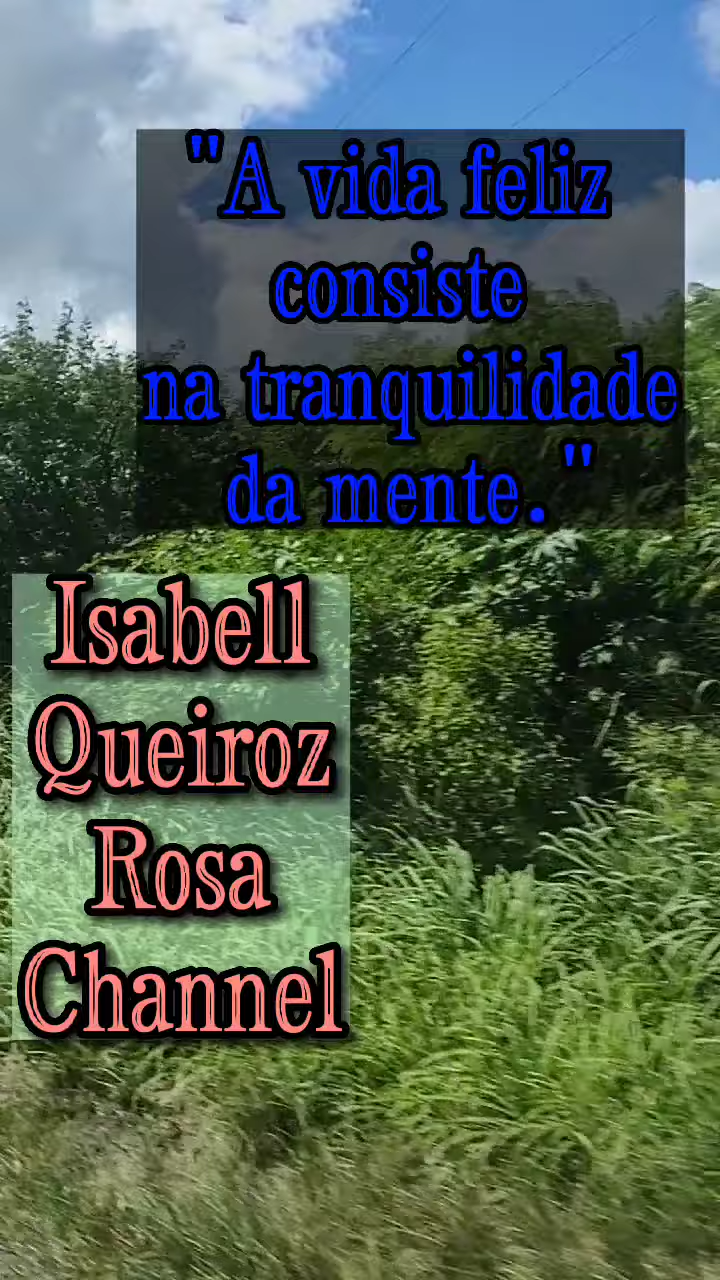 "A vida feliz
consiste
na tranquilidade
da mente."
Isabell
Queiroz
Rosa
Channel